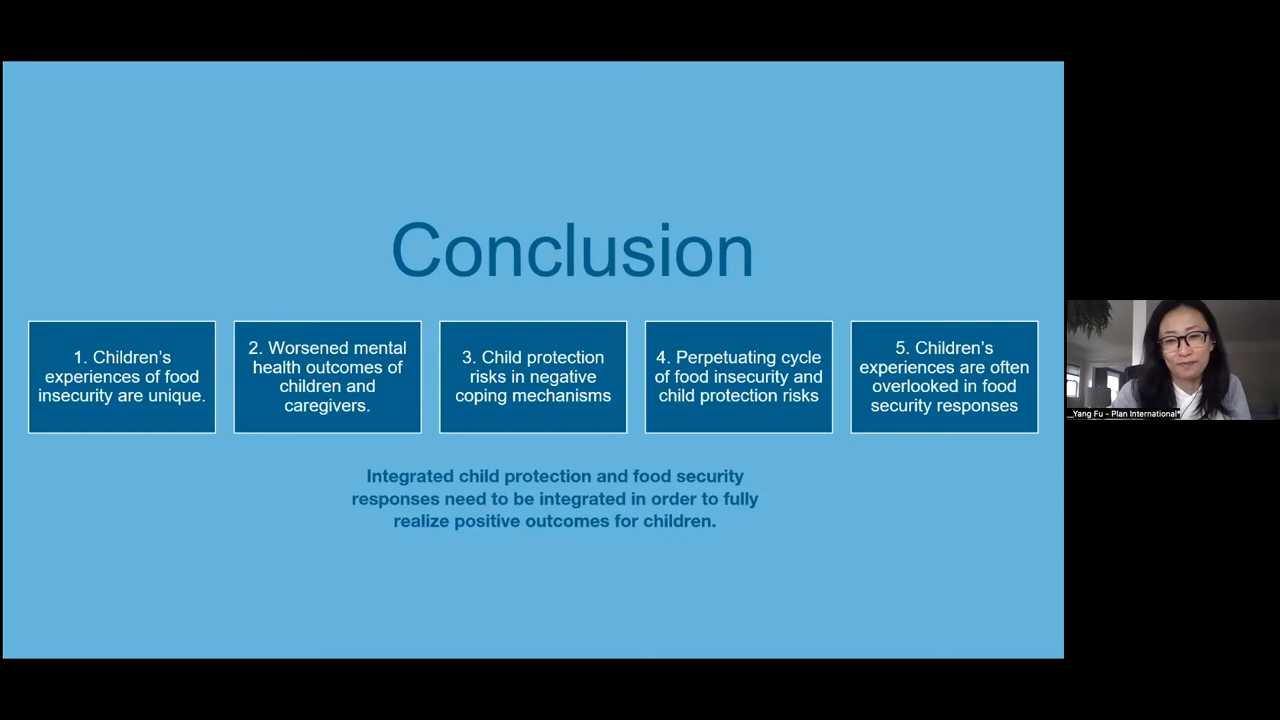 Conclusion
1. Children's
experiences of food
insecurity are unique.
2. Worsened mental
health outcomes of
children and
caregivers.
3. Child protection
risks in negative
coping mechanisms
4. Perpetuating cycle
of food insecurity and
child protection risks
5. Children's
experiences are often
overlooked in food
security responses
Integrated child protection and food security
responses need to be integrated in order to fully
realize positive outcomes for children.
_Yang Fu - Plan International*